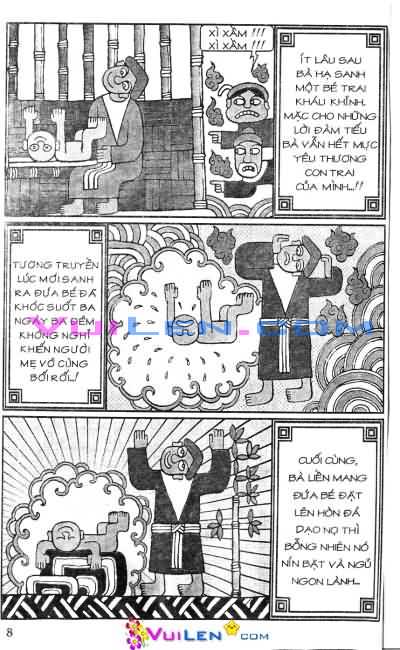 XÌ XẦM !!!
XÌ XẦM !!!
ÍT LÂU SAU
BÀ HẠ SANH
MỘT BÉ TRAI
KHÁU KHỈNH.
MẶC CHO NHỮNG
LỜI ĐÀM TIẾU
BÀ VẪN HẾT MỰC
YÊU THƯƠNG
CON TRAI
CỦA MÌNH...!!
TƯƠNG TRUYỀN
LÚC MỚI SANH
RA ĐỨA BÉ ĐÃ
KHÓC SUỐT BA
NGÀY BA ĐÊM
KHÔNG NGHỈ
KHIẾN NGƯỜI
MẸ VÔ CÙNG
BỐI RỐI...!
VUILEN.COM
CUỐI CÙNG,
BÀ LIỀN MANG
ĐỨA BÉ ĐẶT
LÊN HÒN ĐÁ
DẠO NỌ THÌ
BỖNG NHIÊN NÓ
NÍN BẶT VÀ NGỦ
NGON LÀNH...
8
VUILEN.COM